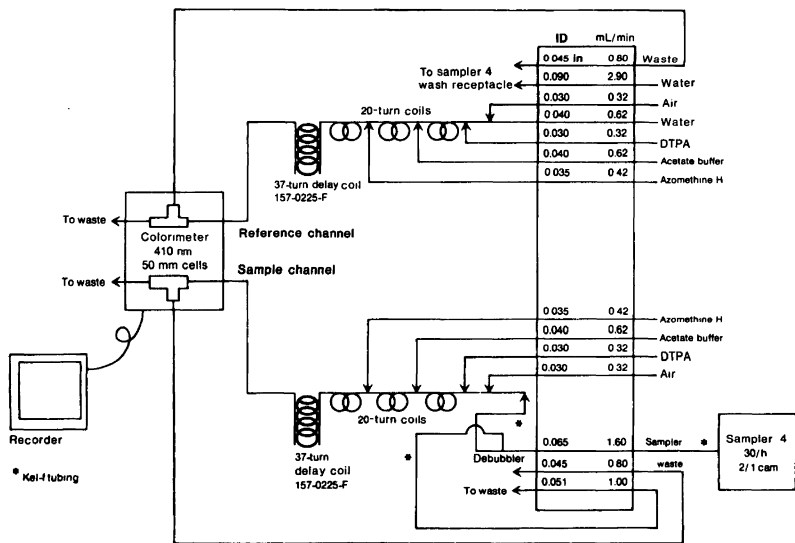 ID mL/min
0.045 in 0.80 Waste
To sampler 4
wash receptacle
0.090 2.90 Water
0.030 0.32 Air
20-turn coils
0.040 0.62 Water
0.030 0.32 DTPA
0.040 0.62 Acetate buffer
0.035 0.42 Azomethine H
37-turn delay coil
157-0225-F
To waste
Colorimeter
410 nm
50 mm cells
Reference channel
Sample channel
To waste
0.035 0.42 Azomethine H
0.040 0.62 Acetate buffer
0.030 0.32 DTPA
0.030 0.32 Air
20-turn coils
*
37-turn
delay coil
157-0225-F
*
Debubbler
0.065 1.60 Sampler *
0.045 0.80 waste
0.051 1.00
To waste
Sampler 4
30/h
2/1 cam
Recorder
* Kel-f tubing